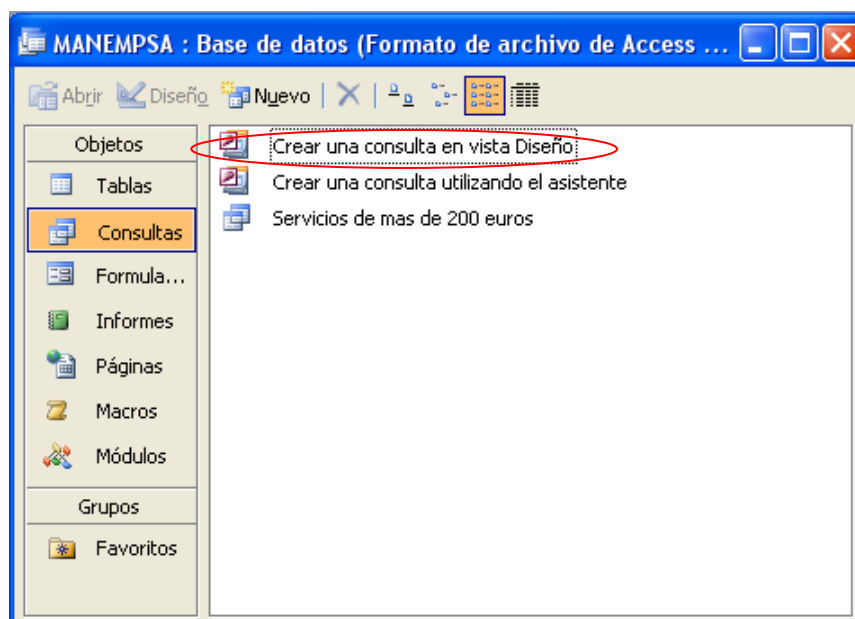 MANEMPSA : Base de datos (Formato de archivo de Access ...
Abrir Diseño Nuevo
Objetos
Tablas
Consultas
Formula...
Informes
Páginas
Macros
Módulos
Grupos
Favoritos
Crear una consulta en vista Diseño
Crear una consulta utilizando el asistente
Servicios de mas de 200 euros